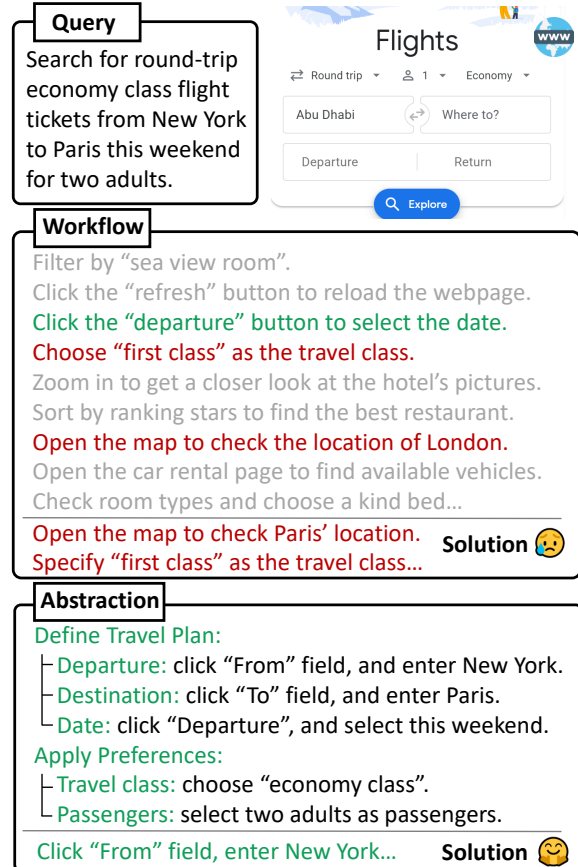 Query
Search for round-trip
economy class flight
tickets from New York
to Paris this weekend
for two adults.
www
Flights
Round trip 1 Economy
Abu Dhabi Where to?
Departure Return
Explore
Workflow
Filter by “sea view room”.
Click the “refresh” button to reload the webpage.
Click the “departure” button to select the date.
Choose “first class” as the travel class.
Zoom in to get a closer look at the hotel’s pictures.
Sort by ranking stars to find the best restaurant.
Open the map to check the location of London.
Open the car rental page to find available vehicles.
Check room types and choose a kind bed…
Open the map to check Paris’ location.
Specify “first class” as the travel class…
Solution
Abstraction
Define Travel Plan:
Departure: click “From” field, and enter New York.
Destination: click “To” field, and enter Paris.
Date: click “Departure”, and select this weekend.
Apply Preferences:
Travel class: choose “economy class”.
Passengers: select two adults as passengers.
Click “From” field, enter New York… Solution